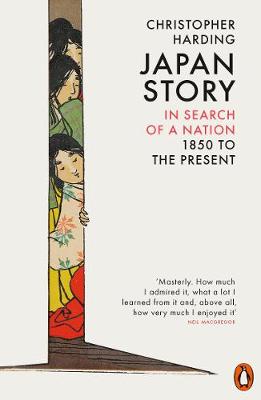 CHRISTOPHER
HARDING
JAPAN
STORY
IN SEARCH
OF A NATION
1850 TO
THE PRESENT
‘Masterly. How much
I admired it, what a lot I
learned from it and, above all,
how very much I enjoyed it’
NEIL MACGREGOR